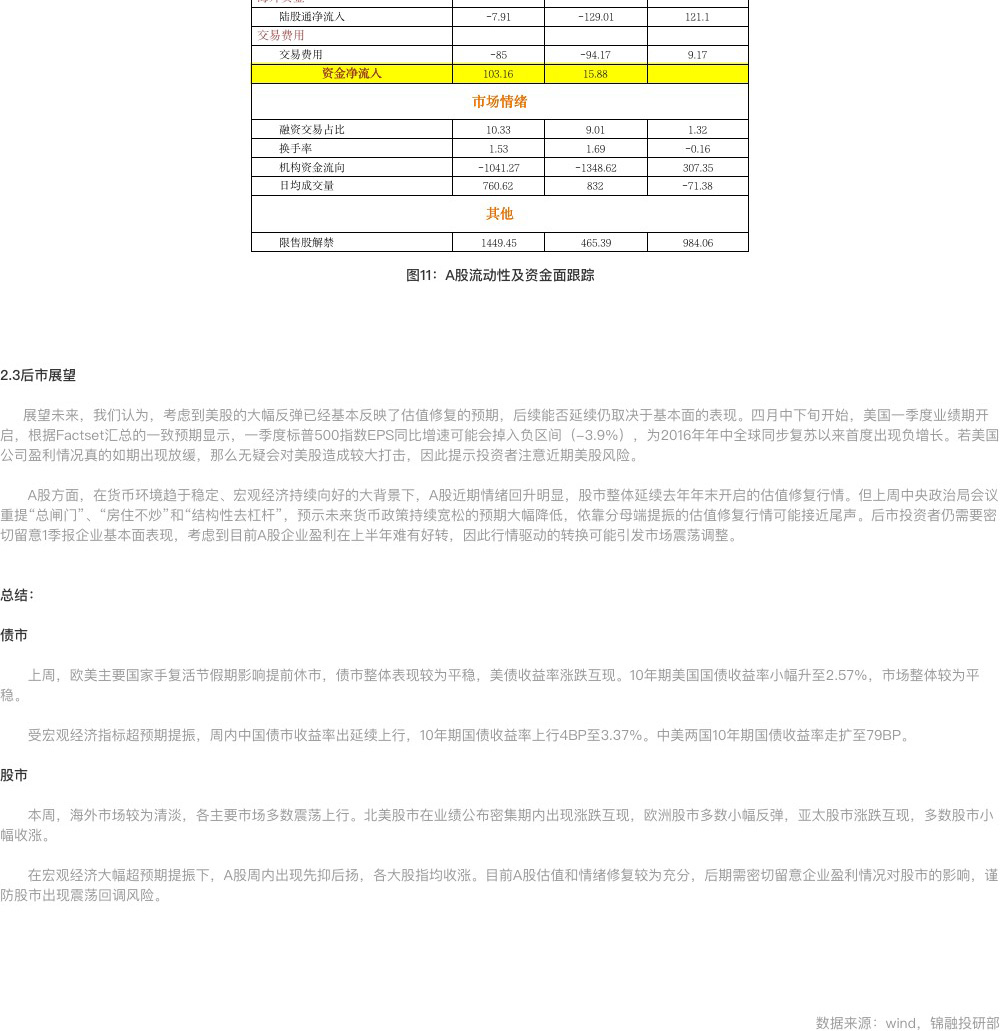 陆股通净流入 -7.91 -129.01 121.1
交易费用
交易费用 -85 -94.17 9.17
资金净流入 103.16 15.88
市场情绪
融资交易占比 10.33 9.01 1.32
换手率 1.53 1.69 -0.16
机构资金流向 -1041.27 -1348.62 307.35
日均成交量 760.62 832 -71.38
其他
限售股解禁 1449.45 465.39 984.06
图11：A股流动性及资金面跟踪
2.3后市展望
展望未来，我们认为，考虑到美股的大幅反弹已经基本反映了估值修复的预期，后续能否延续仍取决于基本面的表现。四月中下旬开始，美国一季度业绩期开
启，根据Factset汇总的一致预期显示，一季度标普500指数EPS同比增速可能会掉入负区间（-3.9%），为2016年年中全球同步复苏以来首度出现负增长。若美国
公司盈利情况真的如期出现放缓，那么无疑会对美股造成较大打击，因此提示投资者注意近期美股风险。
A股方面，在货币环境趋于稳定、宏观经济持续向好的大背景下，A股近期情绪回升明显，股市整体延续去年年末开启的估值修复行情。但上周中央政治局会议
重提“总闸门”、“房住不炒”和“结构性去杠杆”，预示未来货币政策持续宽松的预期大幅降低，依靠分母端提振的估值修复行情可能接近尾声。后市投资者仍需要密
切留意1季报企业基本面表现，考虑到目前A股企业盈利在上半年难有好转，因此行情驱动的转换可能引发市场震荡调整。
总结：
债市
上周，欧美主要国家手复活节假期影响提前休市，债市整体表现较为平稳，美债收益率涨跌互现。10年期美国国债收益率小幅升至2.57%，市场整体较为平
稳。
受宏观经济指标超预期提振，周内中国债市收益率出延续上行，10年期国债收益率上行4BP至3.37%。中美两国10年期国债收益率走扩至79BP。
股市
本周，海外市场较为清淡，各主要市场多数震荡上行。北美股市在业绩公布密集期内出现涨跌互现，欧洲股市多数小幅反弹，亚太股市涨跌互现，多数股市小
幅收涨。
在宏观经济大幅超预期提振下，A股周内出现先抑后扬，各大股指均收涨。目前A股估值和情绪修复较为充分，后期需密切留意企业盈利情况对股市的影响，谨
防股市出现震荡回调风险。
数据来源：wind，锦融投研部